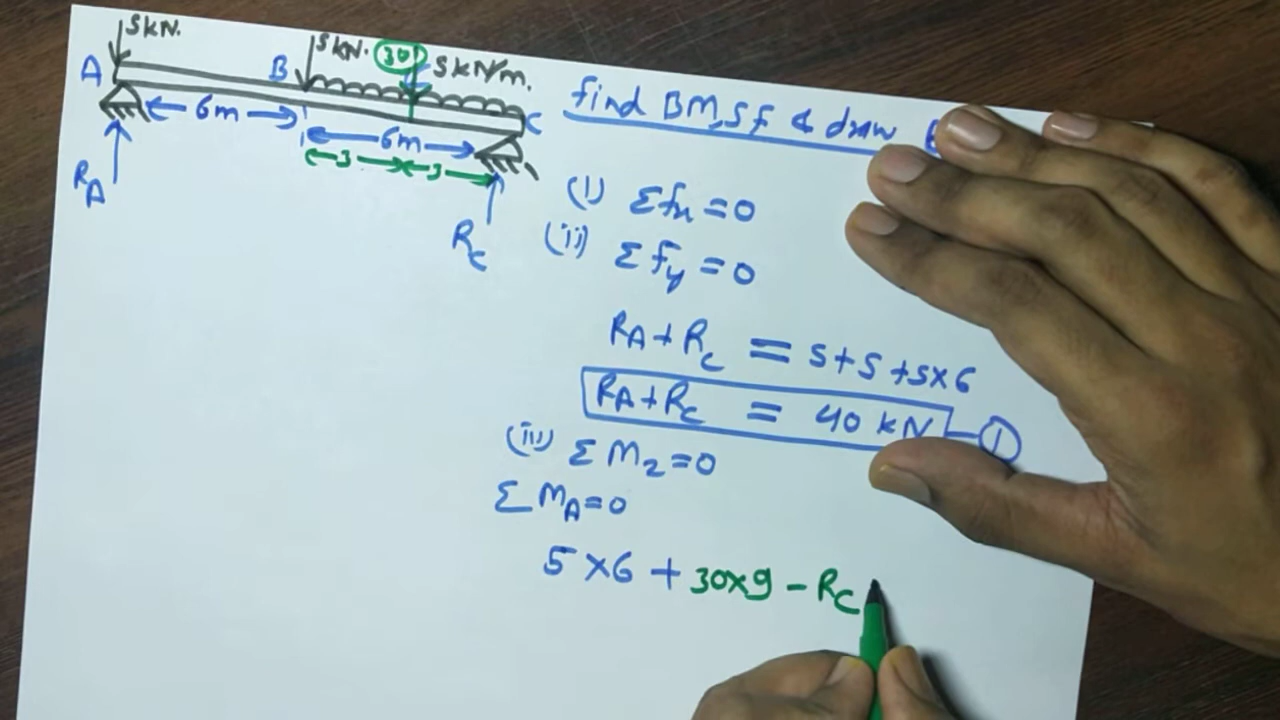 5kN.
5kN. 30 5kN/m.
A B C
6m 6m
3 3
RA RC
find BM, SF & draw
(i) Σfx = 0
(ii) Σfy = 0
RA + RC = 5+5+5×6
RA+RC = 40 kN - 1
(iii) ΣMz = 0
ΣMA = 0
5×6 + 30×9 - RC